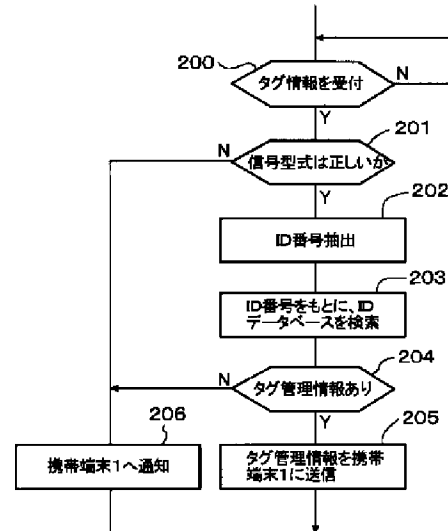 200
タグ情報を受付
N
Y
201
N
信号型式は正しいか
Y
202
ID番号抽出
203
ID番号をもとに、ID
データベースを検索
204
N
タグ管理情報あり
Y
206
205
携帯端末1へ通知
タグ管理情報を携帯
端末1に送信